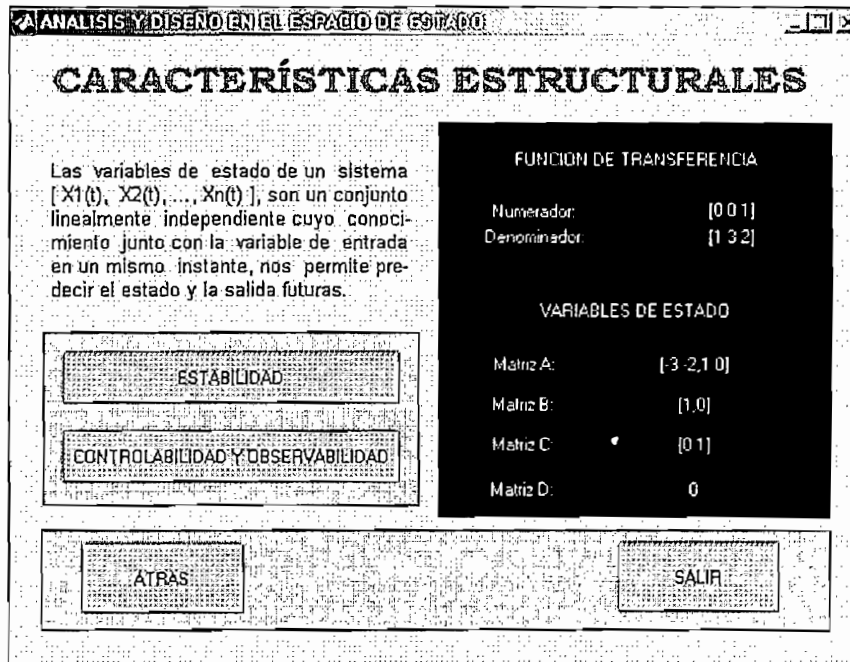 ANALISIS Y DISEÑO EN EL ESPACIO DE ESTADO
CARACTERÍSTICAS ESTRUCTURALES
Las variables de estado de un sistema
[ X1(t), X2(t), ..., Xn(t) ], son un conjunto
linealmente independiente cuyo conoci-
miento junto con la variable de entrada
en un mismo instante, nos permite pre-
decir el estado y la salida futuras.
ESTABILIDAD
CONTROLABILIDAD Y OBSERVABILIDAD
FUNCION DE TRANSFERENCIA
Numerador: [0 0 1]
Denominador: [1 3 2]
VARIABLES DE ESTADO
Matriz A: [-3 -2,1 0]
Matriz B: [1,0]
Matriz C: [0 1]
Matriz D: 0
ATRAS
SALIR